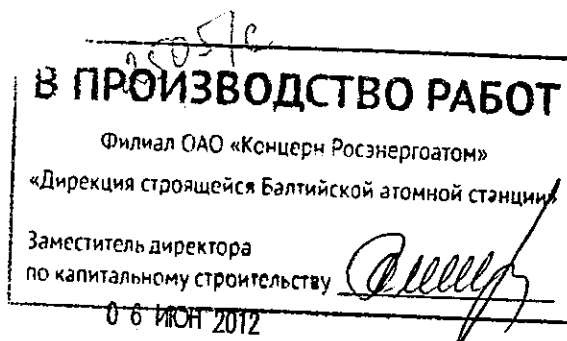 В ПРОИЗВОДСТВО РАБОТ
Филиал ОАО «Концерн Росэнергоатом»
«Дирекция строящейся Балтийской атомной станции»
Заместитель директора
по капитальному строительству
06 ИЮН 2012